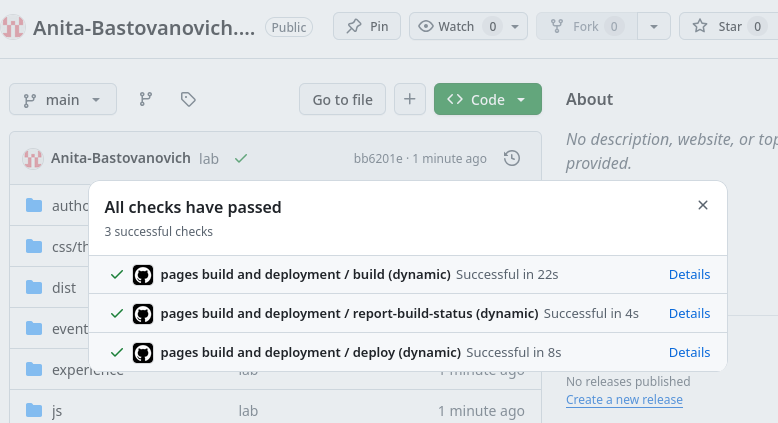 Anita-Bastovanovich.... Public Pin Watch 0 Fork 0 Star 0
main Go to file Code About
Anita-Bastovanovich lab bb6201e · 1 minute ago
No description, website, or top
provided.
All checks have passed
3 successful checks
pages build and deployment / build (dynamic) Successful in 22s Details
pages build and deployment / report-build-status (dynamic) Successful in 4s Details
pages build and deployment / deploy (dynamic) Successful in 8s Details
autho
css/th
dist
event
experience lab 1 minute ago
js lab 1 minute ago
No releases published
Create a new release